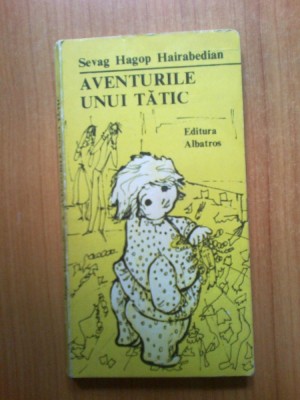 Sevag Hagop Hairabedian
AVENTURILE
UNUI TĂTIC
Editura
Albatros